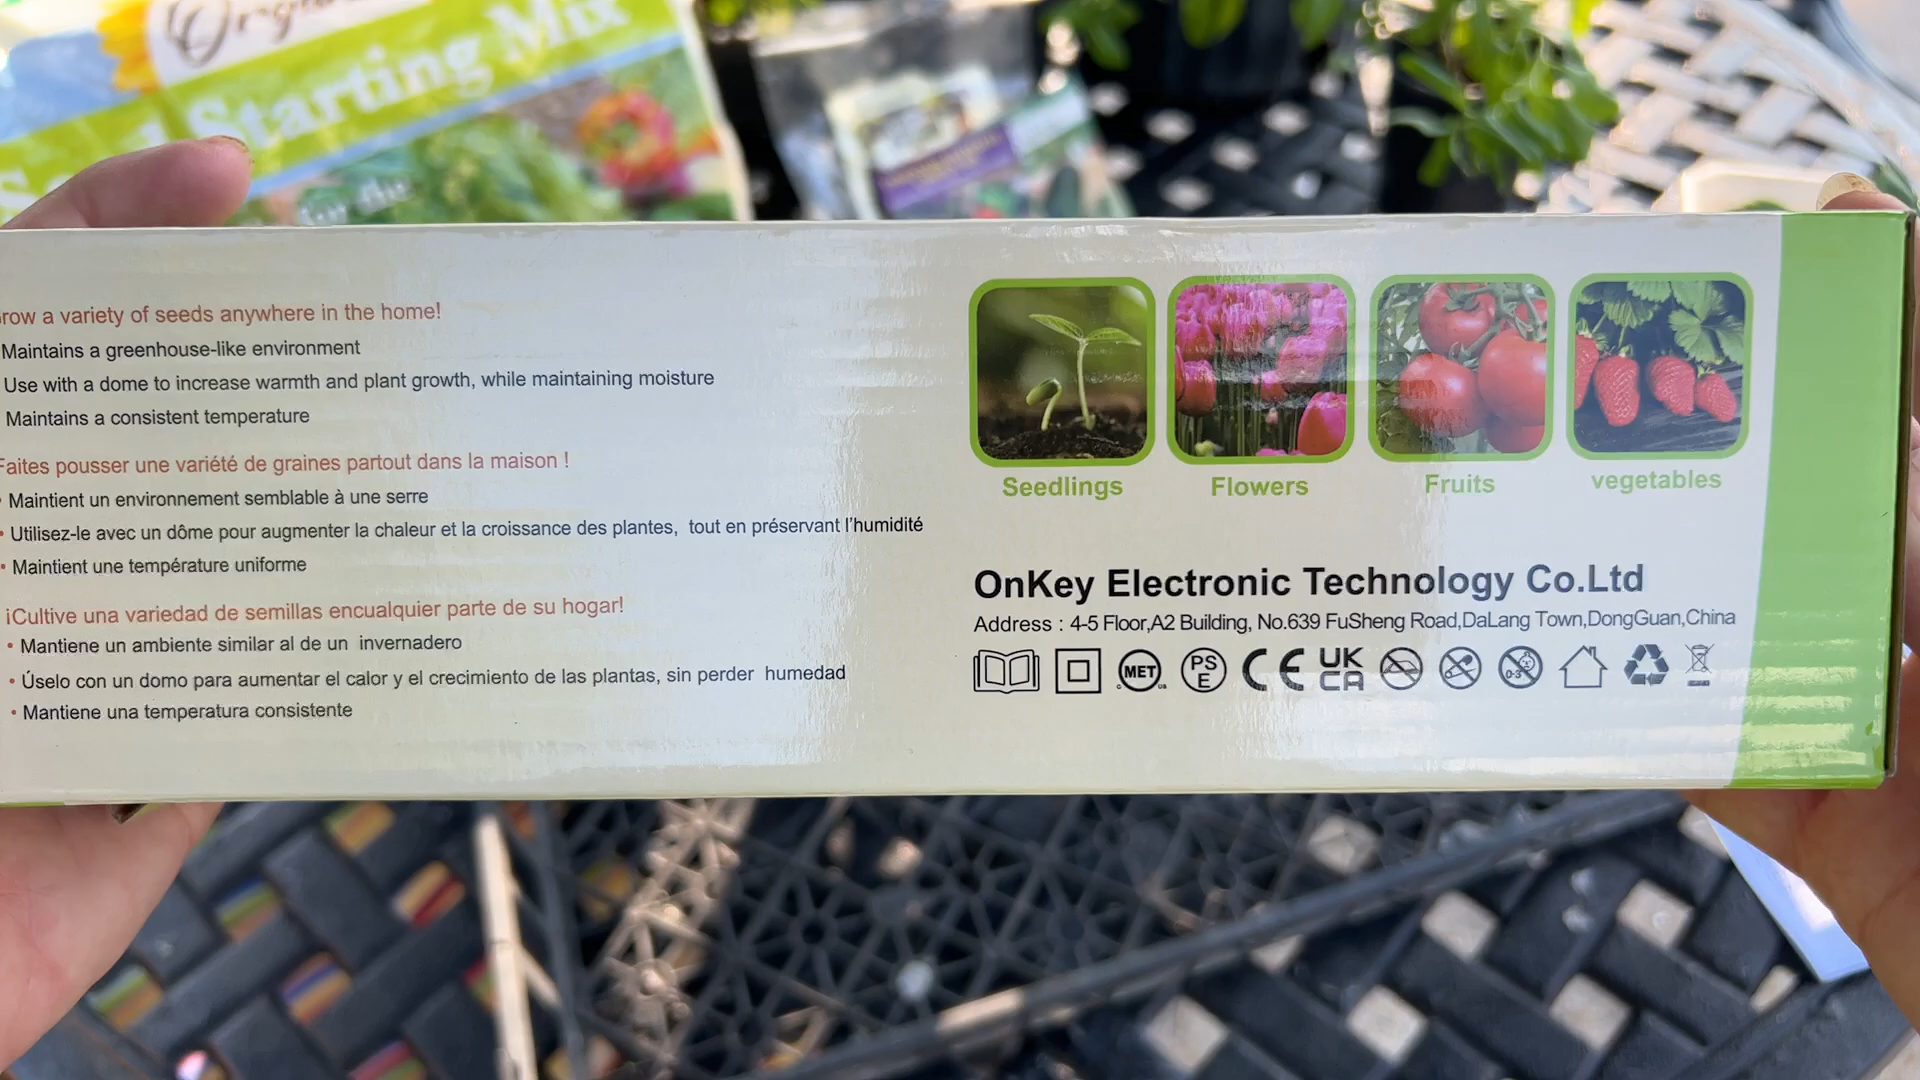 Organ
Seed Starting Mix
row a variety of seeds anywhere in the home!
Maintains a greenhouse-like environment
Use with a dome to increase warmth and plant growth, while maintaining moisture
Maintains a consistent temperature
Faites pousser une variété de graines partout dans la maison !
• Maintient un environnement semblable à une serre
• Utilisez-le avec un dôme pour augmenter la chaleur et la croissance des plantes, tout en préservant l'humidité
• Maintient une température uniforme
¡Cultive una variedad de semillas encualquier parte de su hogar!
• Mantiene un ambiente similar al de un invernadero
• Úselo con un domo para aumentar el calor y el crecimiento de las plantas, sin perder humedad
• Mantiene una temperatura consistente
Seedlings
Flowers
Fruits
vegetables
OnKey Electronic Technology Co.Ltd
Address : 4-5 Floor,A2 Building, No.639 FuSheng Road,DaLang Town,DongGuan,China
MET
PS
E
CE
UK
CA
0-3